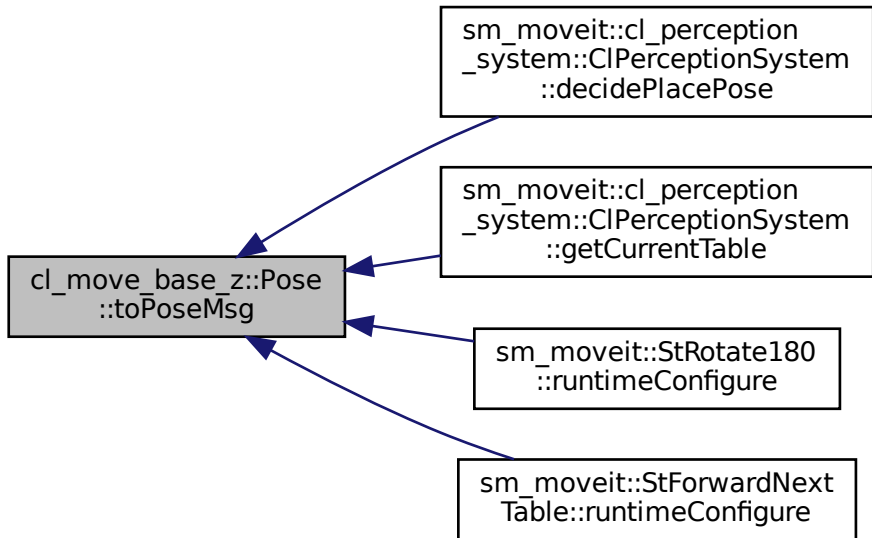 sm_moveit::cl_perception
_system::ClPerceptionSystem
::decidePlacePose
sm_moveit::cl_perception
_system::ClPerceptionSystem
::getCurrentTable
cl_move_base_z::Pose
::toPoseMsg
sm_moveit::StRotate180
::runtimeConfigure
sm_moveit::StForwardNext
Table::runtimeConfigure